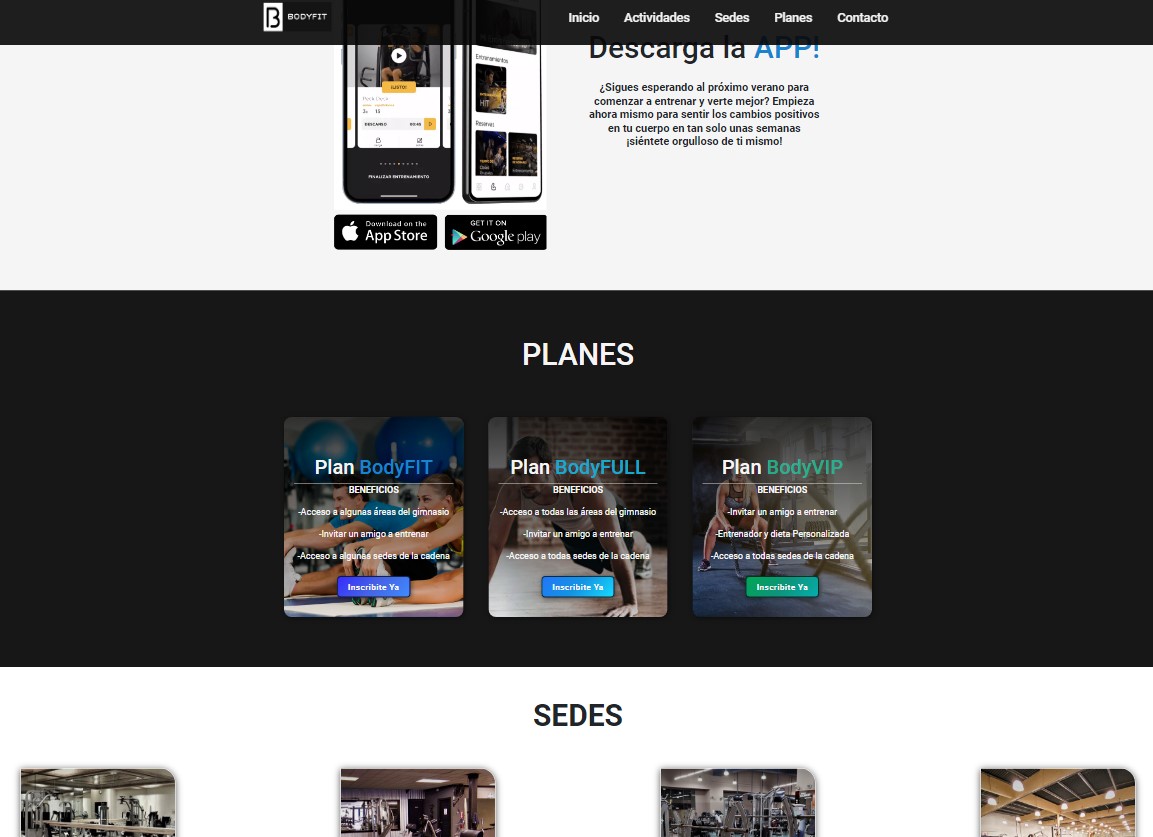 BODYFIT
Inicio Actividades Sedes Planes Contacto
Descarga la APP!
¿Sigues esperando al próximo verano para
comenzar a entrenar y verte mejor? Empieza
ahora mismo para sentir los cambios positivos
en tu cuerpo en tan solo unas semanas
¡siéntete orgulloso de ti mismo!
¡LISTO!
DESCANSO 00:45
FINALIZAR ENTRENAMIENTO
Entrenamientos
HIT
Reservas
Download on the
App Store
GET IT ON
Google play
PLANES
Plan BodyFIT
BENEFICIOS
-Acceso a algunas áreas del gimnasio
-Invitar un amigo a entrenar
-Acceso a algunas sedes de la cadena
Inscribite Ya
Plan BodyFULL
BENEFICIOS
-Acceso a todas las áreas del gimnasio
-Invitar un amigo a entrenar
-Acceso a todas sedes de la cadena
Inscribite Ya
Plan BodyVIP
BENEFICIOS
-Invitar un amigo a entrenar
-Entrenador y dieta Personalizada
-Acceso a todas sedes de la cadena
Inscribite Ya
SEDES